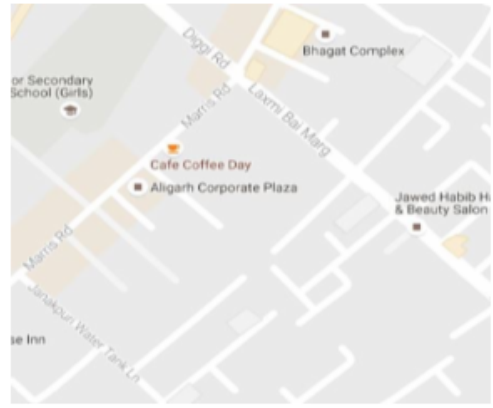 Diggi Rd
Bhagat Complex
or Secondary
School (Girls)
Marris Rd
Laxmi Bai Marg
Cafe Coffee Day
Aligarh Corporate Plaza
Jawed Habib H
& Beauty Salon
Marris Rd
Janakpuri Water Tank Ln
se Inn